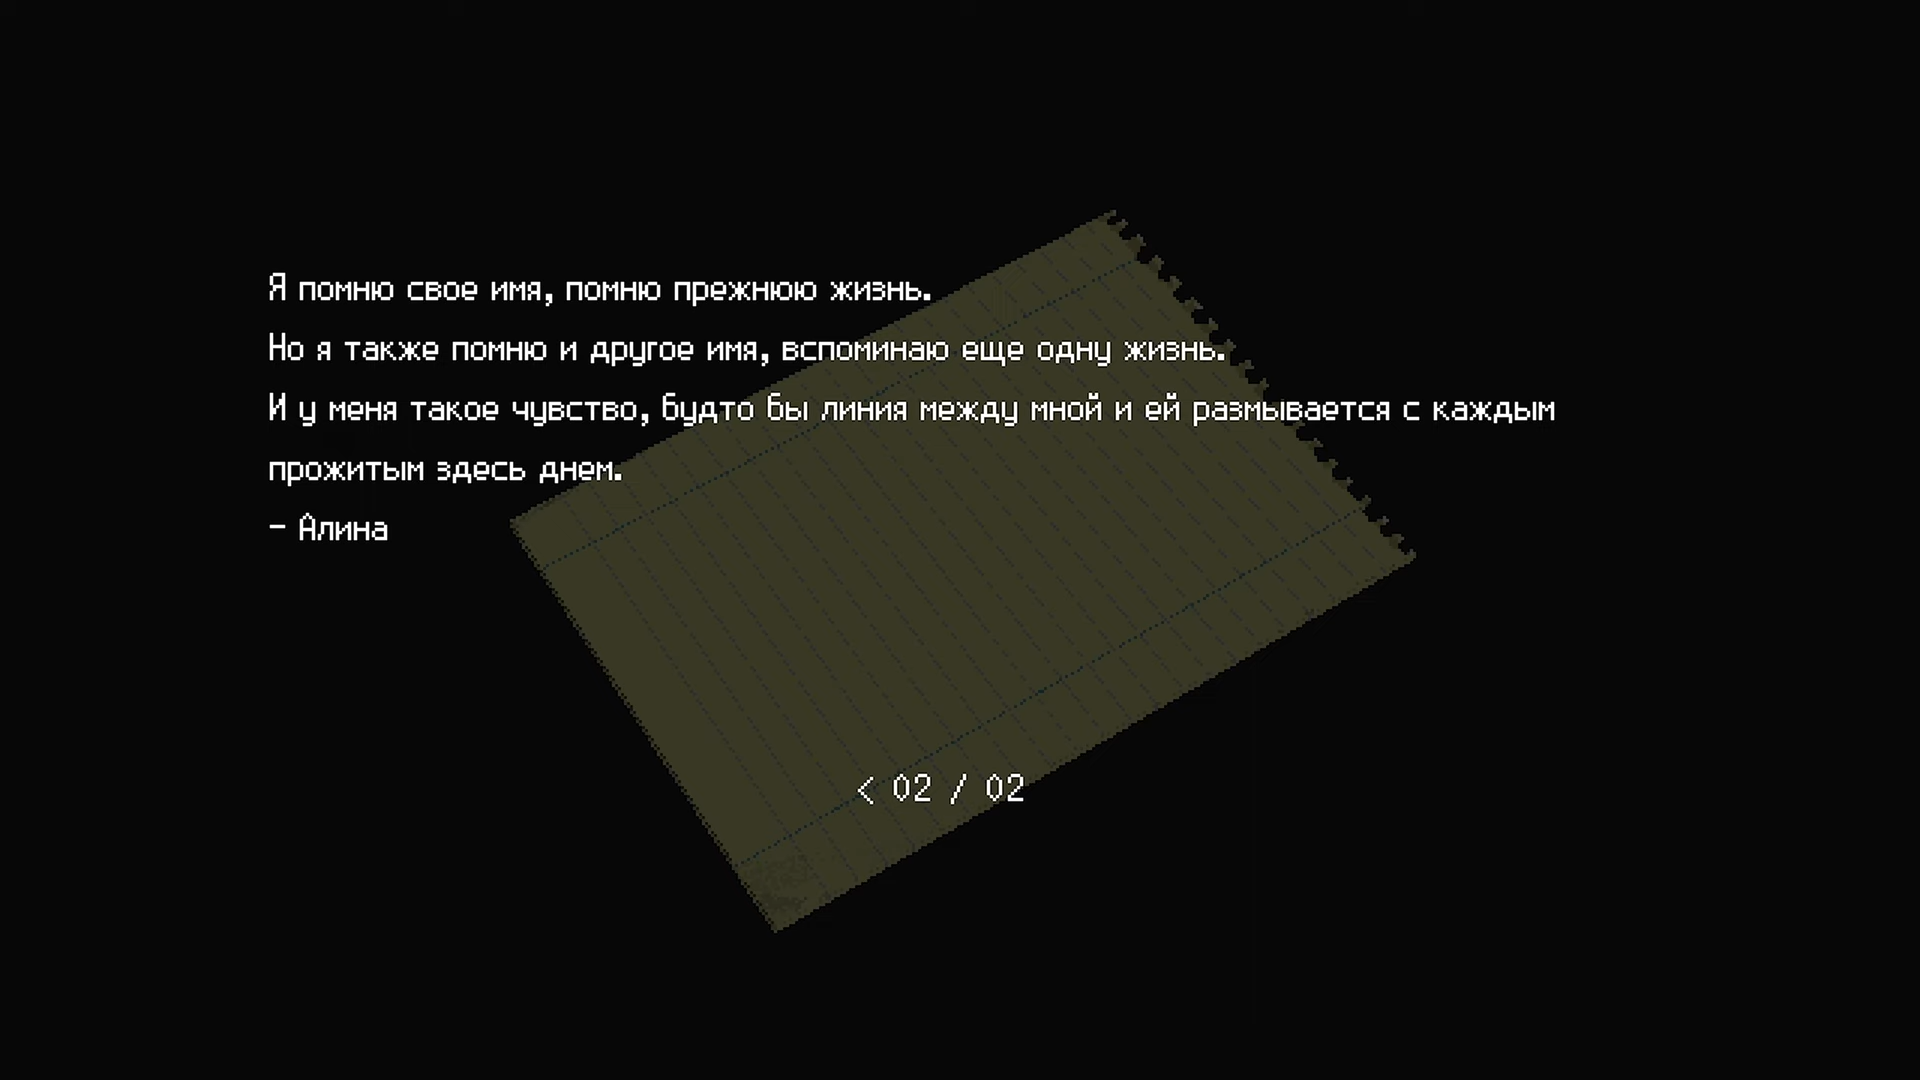 Я помню свое имя, помню прежнюю жизнь.
Но я также помню и другое имя, вспоминаю еще одну жизнь.
И у меня такое чувство, будто бы линия между мной и ей размывается с каждым
прожитым здесь днем.
- Алина
< 02 / 02